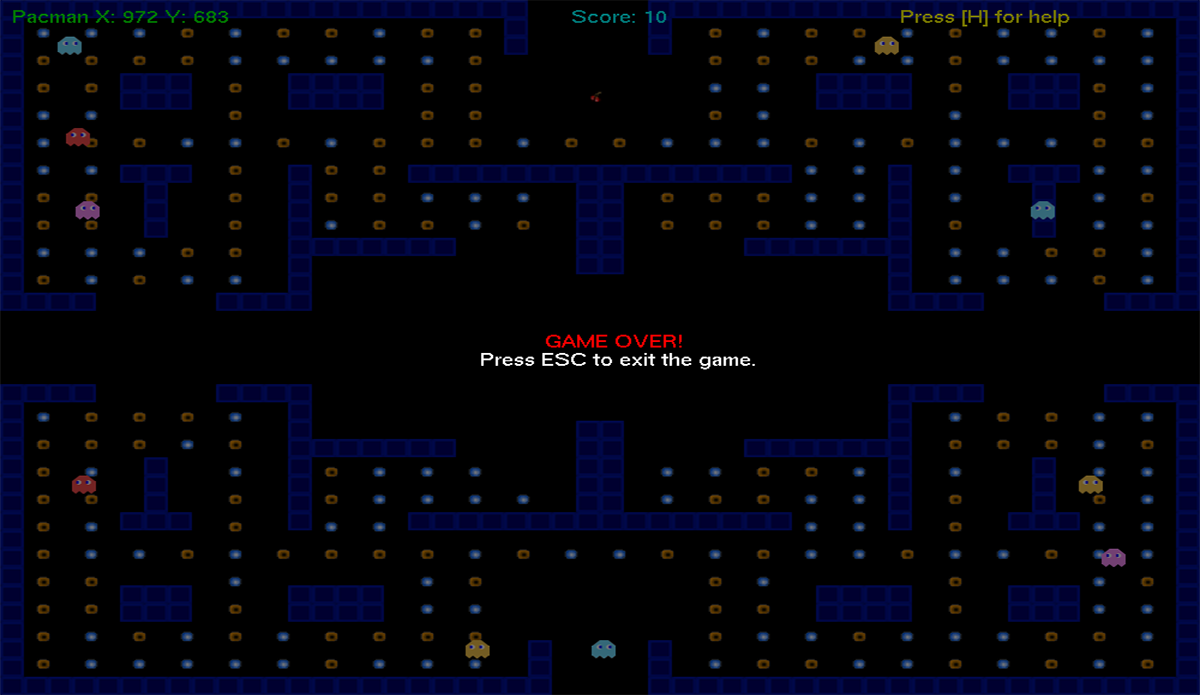 Pacman X: 972 Y: 683
Score: 10
Press [H] for help
GAME OVER!
Press ESC to exit the game.